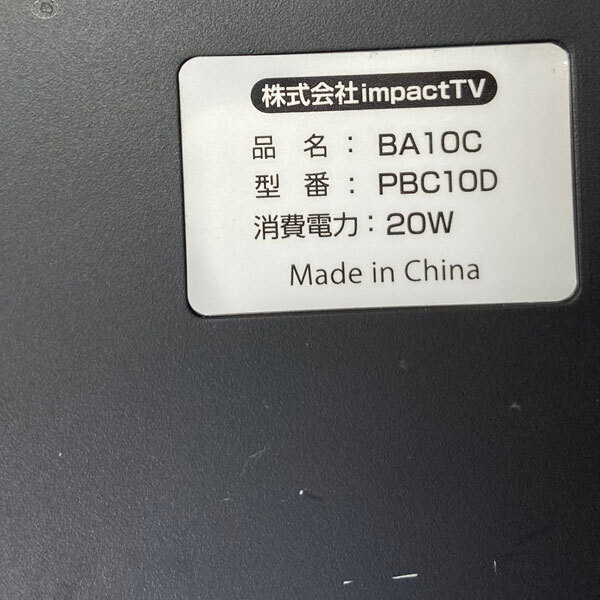 株式会社impactTV
品 名 : BA10C
型 番 : PBC10D
消費電力 : 20W
Made in China